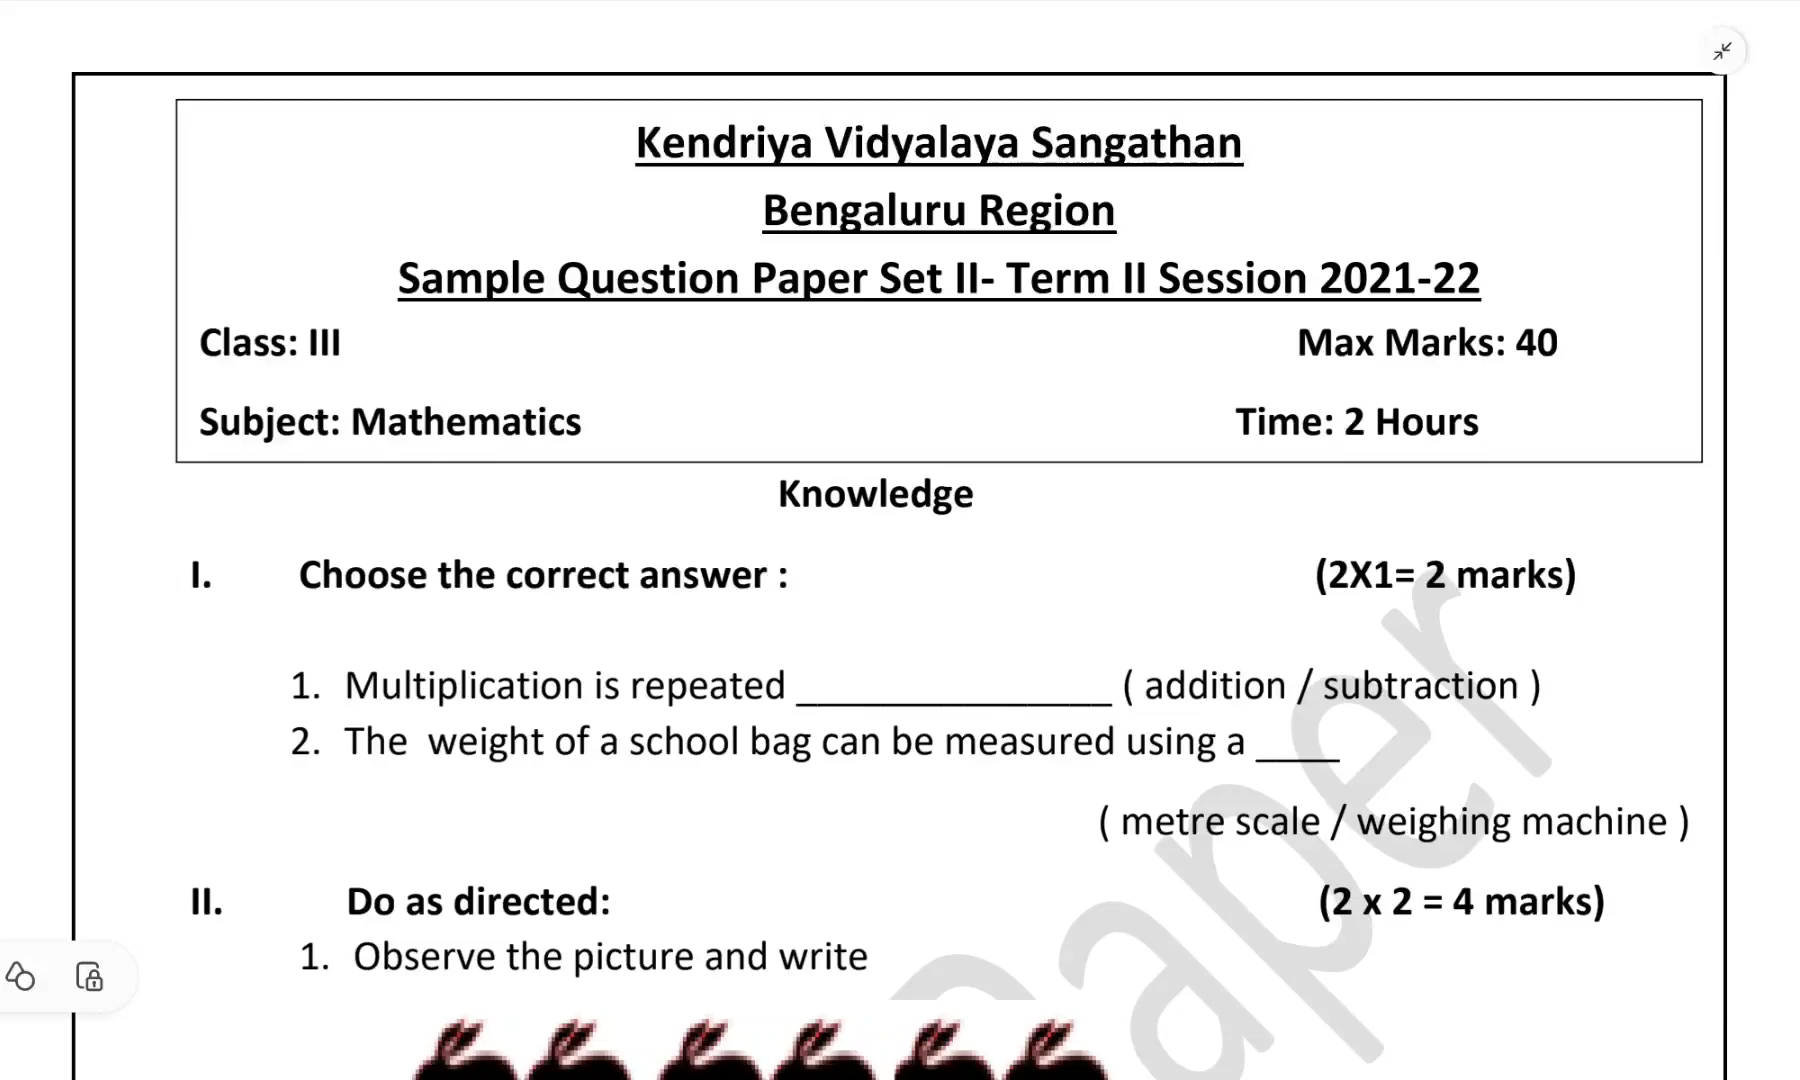 Kendriya Vidyalaya Sangathan
Bengaluru Region
Sample Question Paper Set II- Term II Session 2021-22
Class: III Max Marks: 40
Subject: Mathematics Time: 2 Hours
Knowledge
I. Choose the correct answer : (2X1= 2 marks)
1. Multiplication is repeated _______________ ( addition / subtraction )
2. The weight of a school bag can be measured using a ____
( metre scale / weighing machine )
II. Do as directed: (2 x 2 = 4 marks)
1. Observe the picture and write
Paper